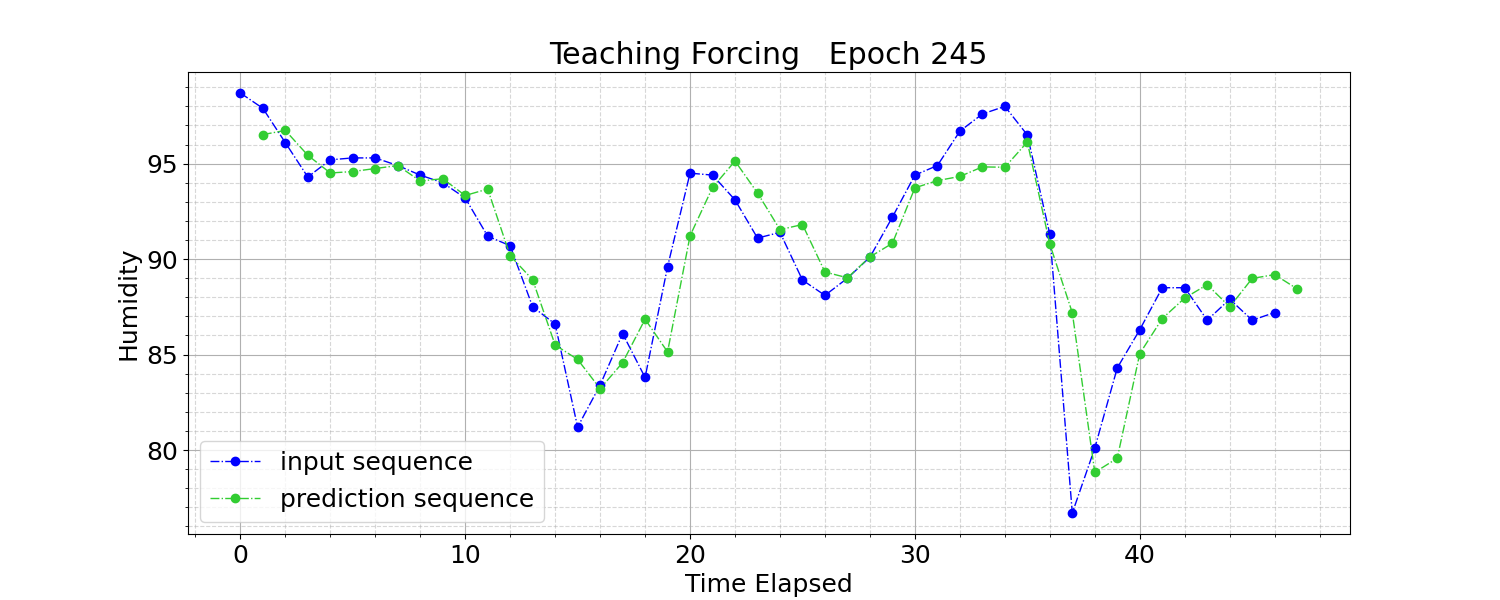 Teaching Forcing   Epoch 245
Humidity
95
90
85
80
input sequence
prediction sequence
0 10 20 30 40
Time Elapsed